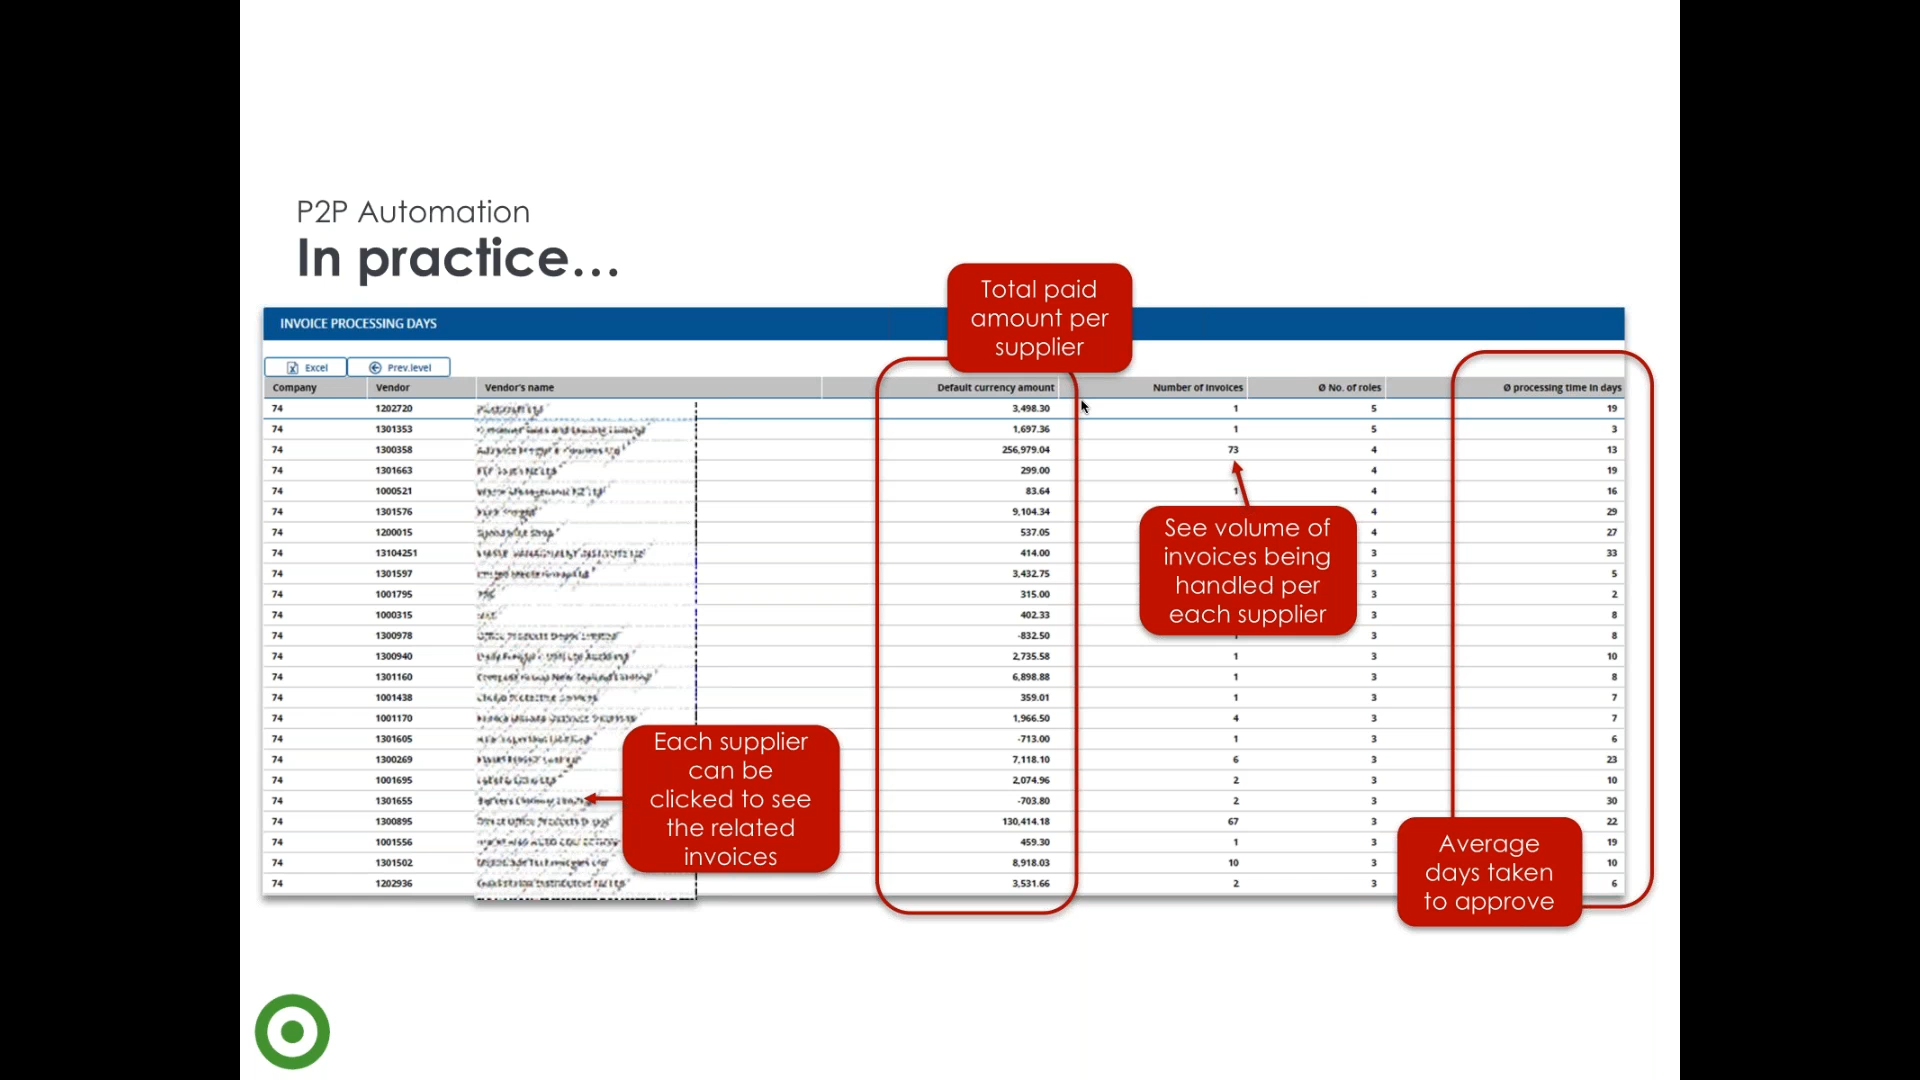 P2P Automation
In practice...
Total paid
amount per
supplier
INVOICE PROCESSING DAYS
Excel Prev.level
Company Vendor Vendor's name Default currency amount Number of invoices Ø No. of roles Ø processing time in days
74 1202720 3,498.30 1 5 19
74 1301353 1,697.36 1 5 3
74 1300358 256,979.04 73 4 13
74 1301663 299.00 4 19
74 1000521 83.64 1 4 16
74 1301576 9,104.34 4 29
74 1200015 537.05 4 27
74 13104251 414.00 3 33
74 1301597 3,432.75 3 5
74 1001795 315.00 3 2
74 1000315 402.33 3 8
74 1300978 -832.50 3 8
74 1300940 2,735.58 1 3 10
74 1301160 6,898.88 1 3 8
74 1001438 359.01 1 3 7
74 1001170 1,966.50 4 3 7
74 1301605 -713.00 1 3 6
74 1300269 7,118.10 6 3 23
74 1001695 2,074.96 2 3 10
74 1301655 -703.80 2 3 30
74 1300895 130,414.18 67 3 22
74 1001556 459.30 1 3 19
74 1301502 8,918.03 10 3 10
74 1202936 3,531.66 2 3 6
See volume of
invoices being
handled per
each supplier
Each supplier
can be
clicked to see
the related
invoices
Average
days taken
to approve